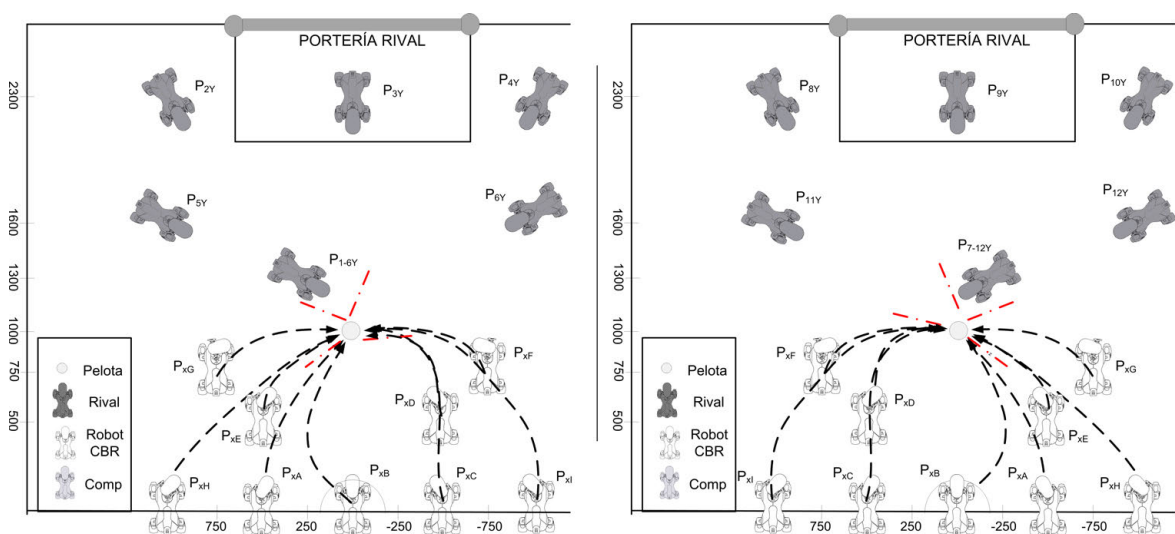 PORTERÍA RIVAL
P2Y
P3Y
P4Y
2300
P5Y
P6Y
1600
P1-6Y
1300
1000
PxG
PxF
750
Pelota
Rival
Robot
CBR
Comp
PxE
PxD
500
PxH
PxA
PxB
PxC
PxI
750
250
-250
-750
PORTERÍA RIVAL
P8Y
P9Y
P10Y
2300
P11Y
P12Y
1600
P7-12Y
1300
1000
PxF
PxG
750
Pelota
Rival
Robot
CBR
Comp
PxD
PxE
500
PxI
PxC
PxB
PxA
PxH
750
250
-250
-750